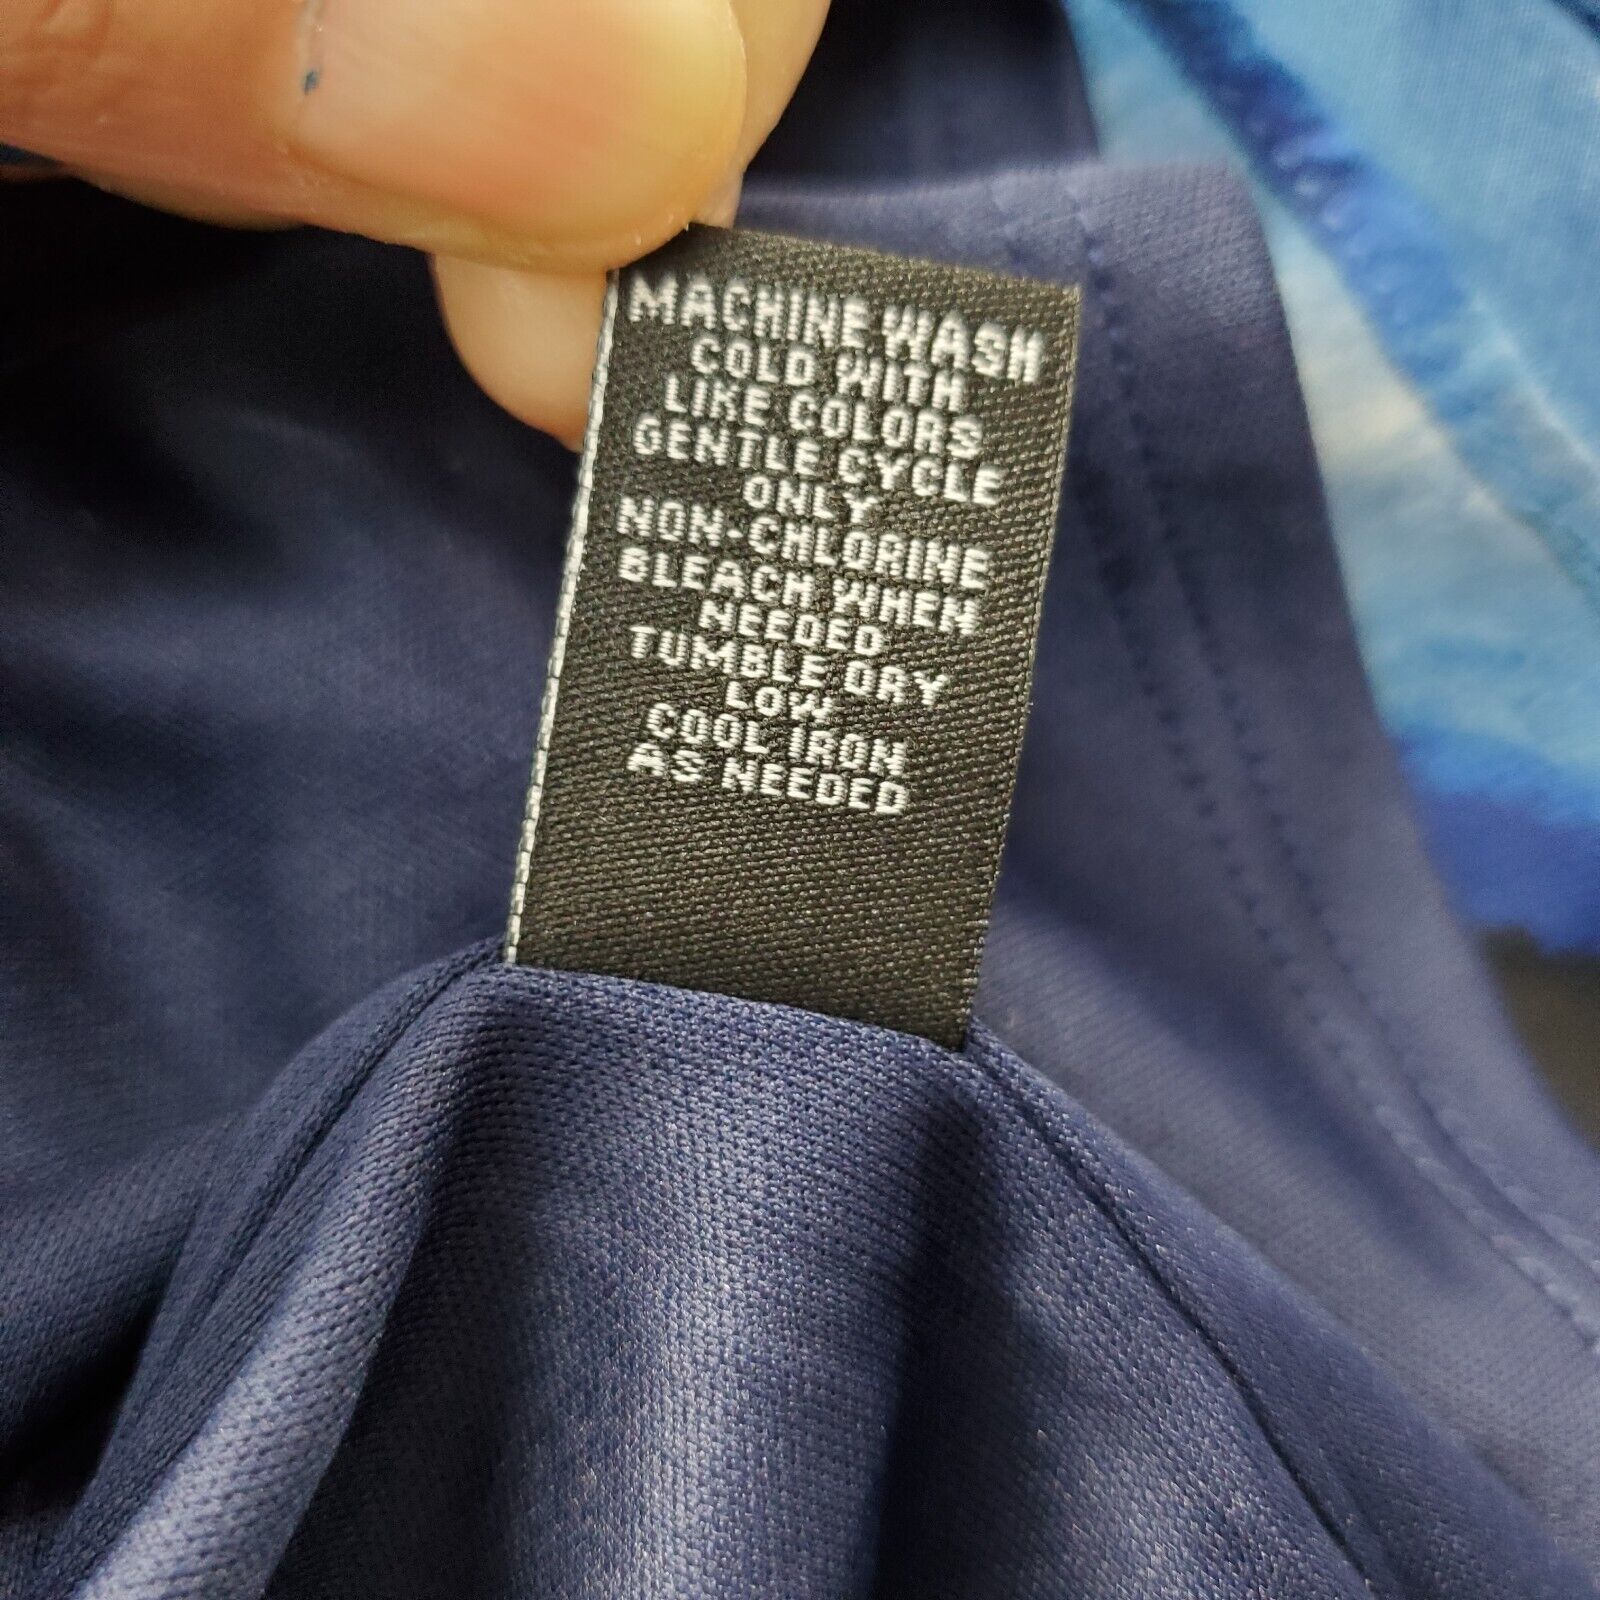 MACHINE WASH
COLD WITH
LIKE COLORS
GENTLE CYCLE
ONLY
NON-CHLORINE
BLEACH WHEN
NEEDED
TUMBLE DRY
LOW
COOL IRON
AS NEEDED